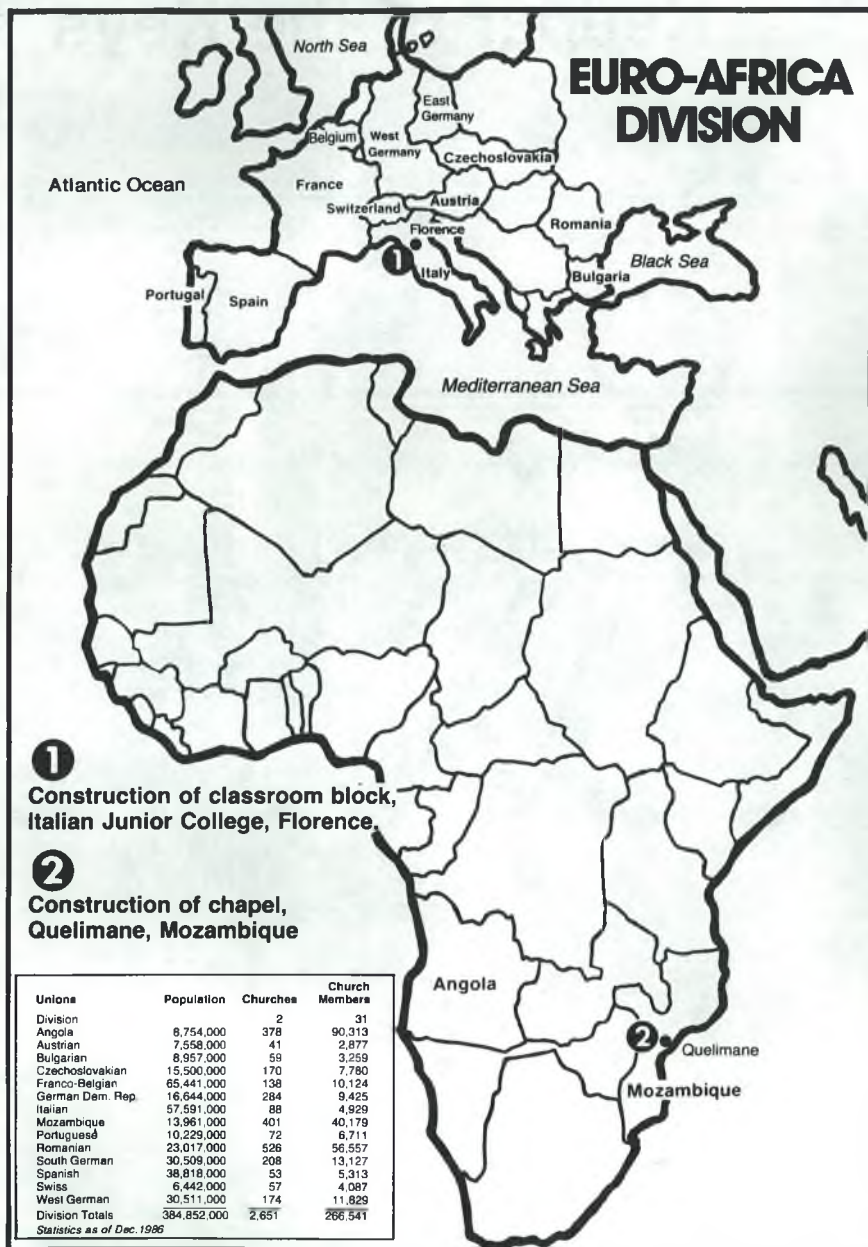 EURO-AFRICA
DIVISION
North Sea
East
Germany
Belgium
West
Germany
Czechoslovakia
Atlantic Ocean
France
Switzerland
Austria
Romania
Florence
1
Italy
Bulgaria
Black Sea
Portugal
Spain
Mediterranean Sea
1
Construction of classroom block,
Italian Junior College, Florence.
2
Construction of chapel,
Quelimane, Mozambique
Angola
2
Quelimane
Mozambique
Unions Population Churches Church Members
Division 2 31
Angola 8,754,000 378 90,313
Austrian 7,558,000 41 2,877
Bulgarian 8,957,000 59 3,259
Czechoslovakian 15,500,000 170 7,780
Franco-Belgian 65,441,000 138 10,124
German Dem. Rep. 16,644,000 284 9,425
Italian 57,591,000 88 4,929
Mozambique 13,961,000 401 40,179
Portuguesé 10,229,000 72 6,711
Romanian 23,017,000 526 56,557
South German 30,509,000 208 13,127
Spanish 38,818,000 53 5,313
Swiss 6,442,000 57 4,087
West German 30,511,000 174 11,829
Division Totals 384,852,000 2,651 266,541
Statistics as of Dec. 1986